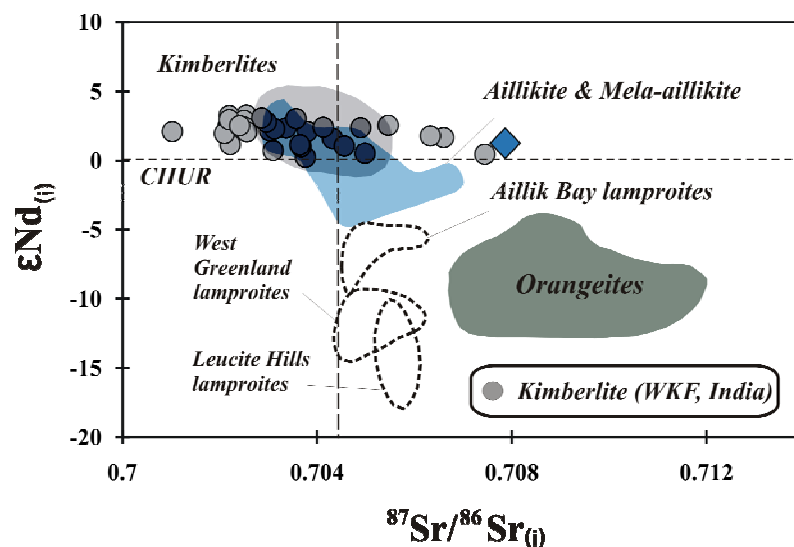 10
5
0
-5
-10
-15
-20
εNd(i)
Kimberlites
Aillikite & Mela-aillikite
CHUR
Aillik Bay lamproites
West
Greenland
lamproites
Orangeites
Leucite Hills
lamproites
Kimberlite (WKF, India)
0.7
0.704
0.708
0.712
87Sr/86Sr(i)